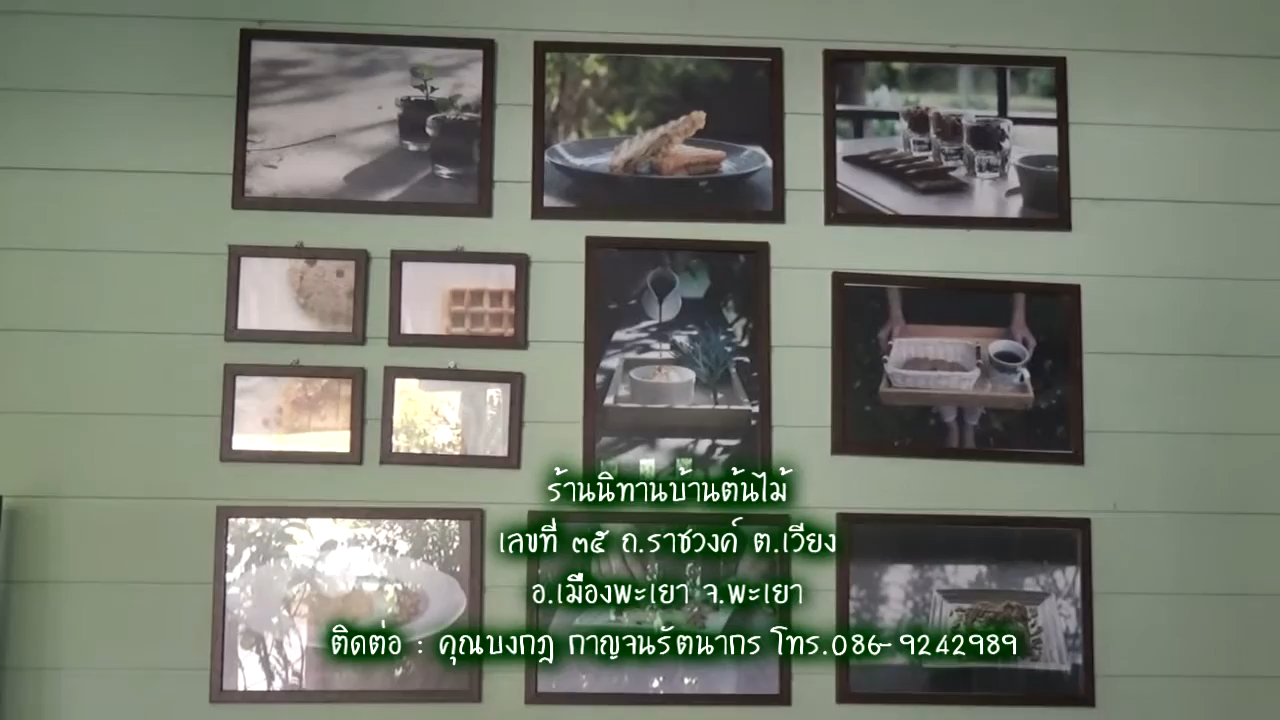 ร้านนิทานบ้านต้นไม้
เลขที่ ๓๕ ถ.ราชวงค์ ต.เวียง
อ.เมืองพะเยา จ.พะเยา
ติดต่อ : คุณบงกฎ กาญจนรัตนากร โทร.086-9242989